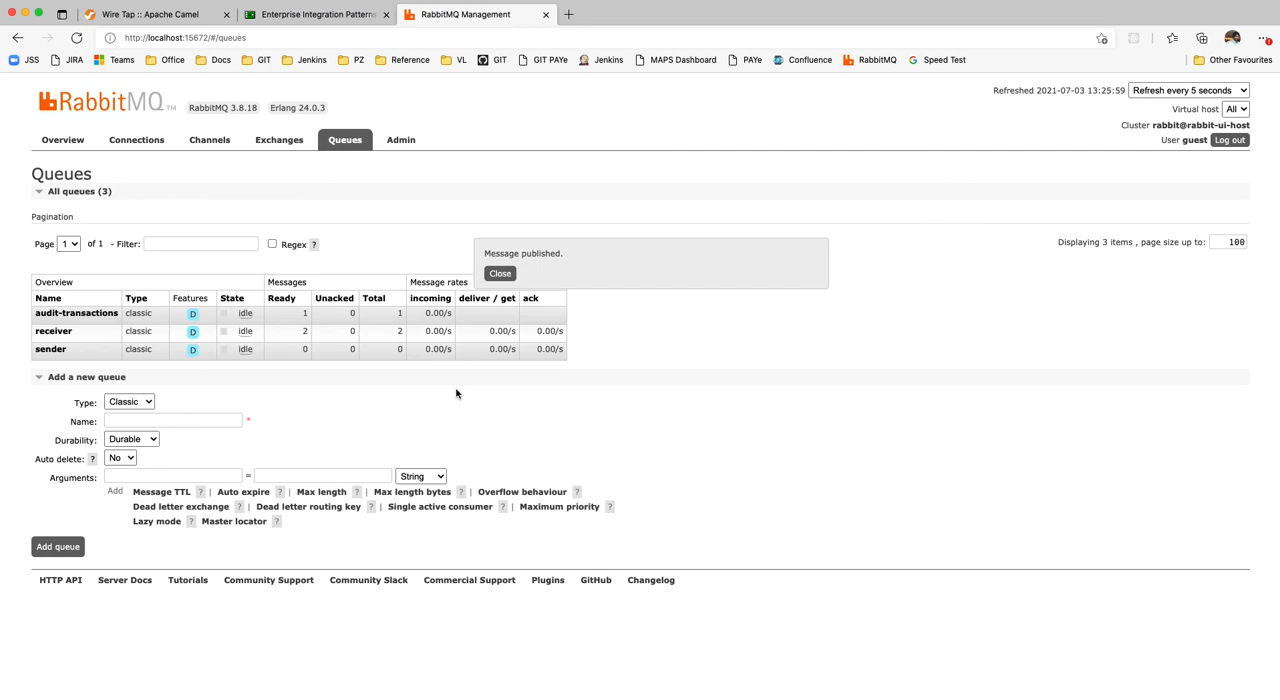 Wire Tap :: Apache Camel
Enterprise Integration Patterns
RabbitMQ Management
http://localhost:15672/#/queues
JSS JIRA Teams Office Docs GIT Jenkins PZ Reference VL GIT GIT PAYe Jenkins MAPS Dashboard PAYe Confluence RabbitMQ Speed Test Other Favourites
RabbitMQ TM RabbitMQ 3.8.18 Erlang 24.0.3
Refreshed 2021-07-03 13:25:59 Refresh every 5 seconds
Virtual host All
Cluster rabbit@rabbit-ui-host
User guest Log out
Overview Connections Channels Exchanges Queues Admin
Queues
All queues (3)
Pagination
Page 1 of 1 - Filter: Regex ?
Displaying 3 items , page size up to: 100
Message published.
Close
Overview Messages Message rates
Name Type Features State Ready Unacked Total incoming deliver / get ack
audit-transactions classic D idle 1 0 1 0.00/s
receiver classic D idle 2 0 2 0.00/s 0.00/s 0.00/s
sender classic D idle 0 0 0 0.00/s 0.00/s 0.00/s
Add a new queue
Type: Classic
Name: *
Durability: Durable
Auto delete: ? No
Arguments: = String
Add Message TTL ? | Auto expire ? | Max length ? | Max length bytes ? | Overflow behaviour ?
Dead letter exchange ? | Dead letter routing key ? | Single active consumer ? | Maximum priority ?
Lazy mode ? Master locator ?
Add queue
HTTP API Server Docs Tutorials Community Support Community Slack Commercial Support Plugins GitHub Changelog